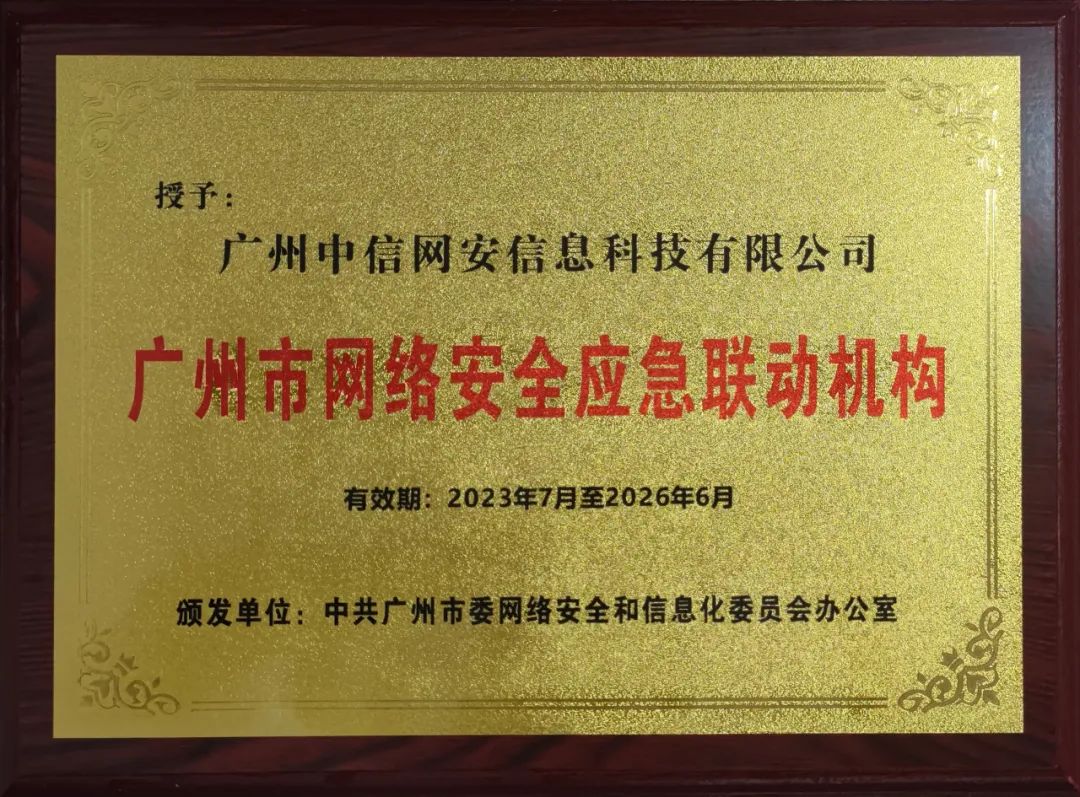 授予：
广州中信网安信息科技有限公司
广州市网络安全应急联动机构
有效期：2023年7月至2026年6月
颁发单位：中共广州市委网络安全和信息化委员会办公室